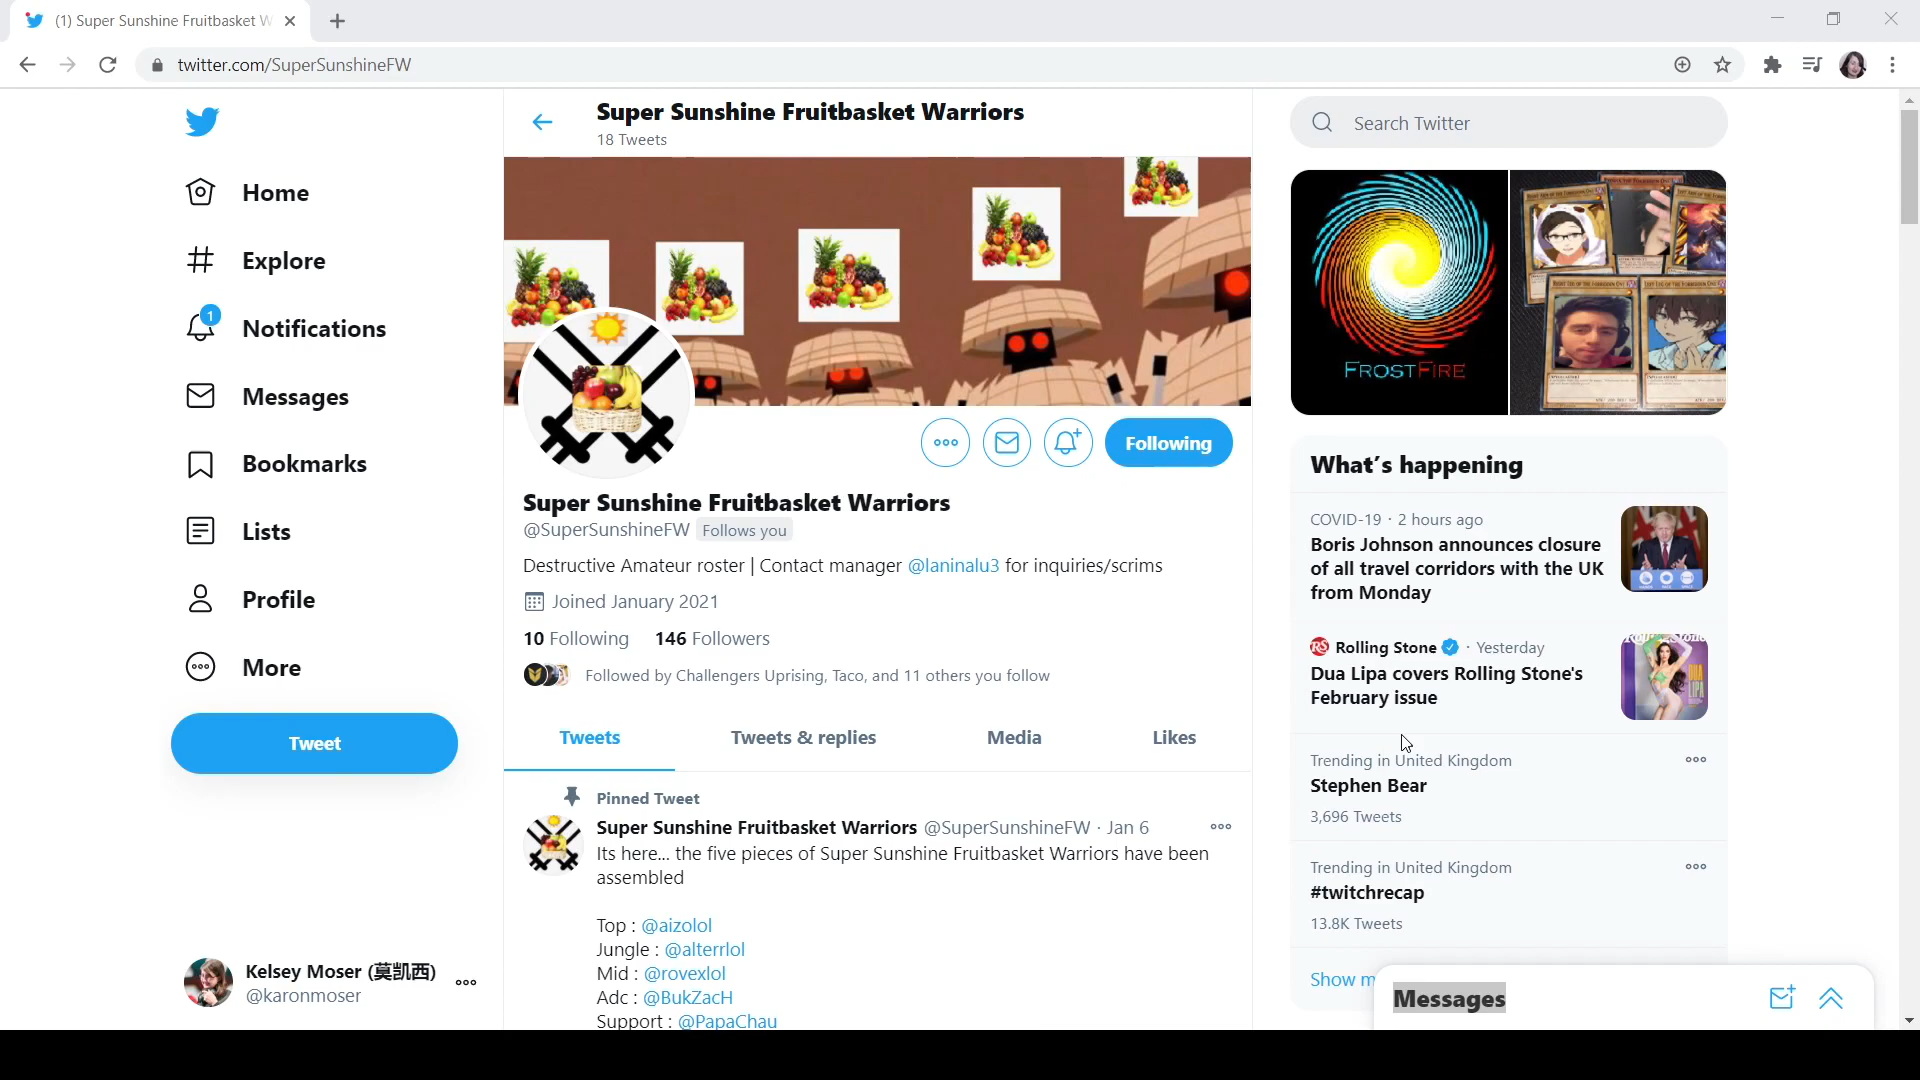 (1) Super Sunshine Fruitbasket W
twitter.com/SuperSunshineFW
Home
Explore
1
Notifications
Messages
Bookmarks
Lists
Profile
More
Tweet
Kelsey Moser (莫凯西)
@karonmoser
Super Sunshine Fruitbasket Warriors
18 Tweets
Following
Super Sunshine Fruitbasket Warriors
@SuperSunshineFW Follows you
Destructive Amateur roster | Contact manager @laninalu3 for inquiries/scrims
Joined January 2021
10 Following 146 Followers
Followed by Challengers Uprising, Taco, and 11 others you follow
Tweets Tweets & replies Media Likes
Pinned Tweet
Super Sunshine Fruitbasket Warriors @SuperSunshineFW · Jan 6
Its here... the five pieces of Super Sunshine Fruitbasket Warriors have been
assembled
Top : @aizolol
Jungle : @alterrlol
Mid : @rovexlol
Adc : @BukZacH
Support : @PapaChau
Search Twitter
FROSTFIRE
What's happening
COVID-19 · 2 hours ago
Boris Johnson announces closure
of all travel corridors with the UK
from Monday
RS Rolling Stone · Yesterday
Dua Lipa covers Rolling Stone's
February issue
DUA
LIPA
Trending in United Kingdom
Stephen Bear
3,696 Tweets
Trending in United Kingdom
#twitchrecap
13.8K Tweets
Show m
Messages